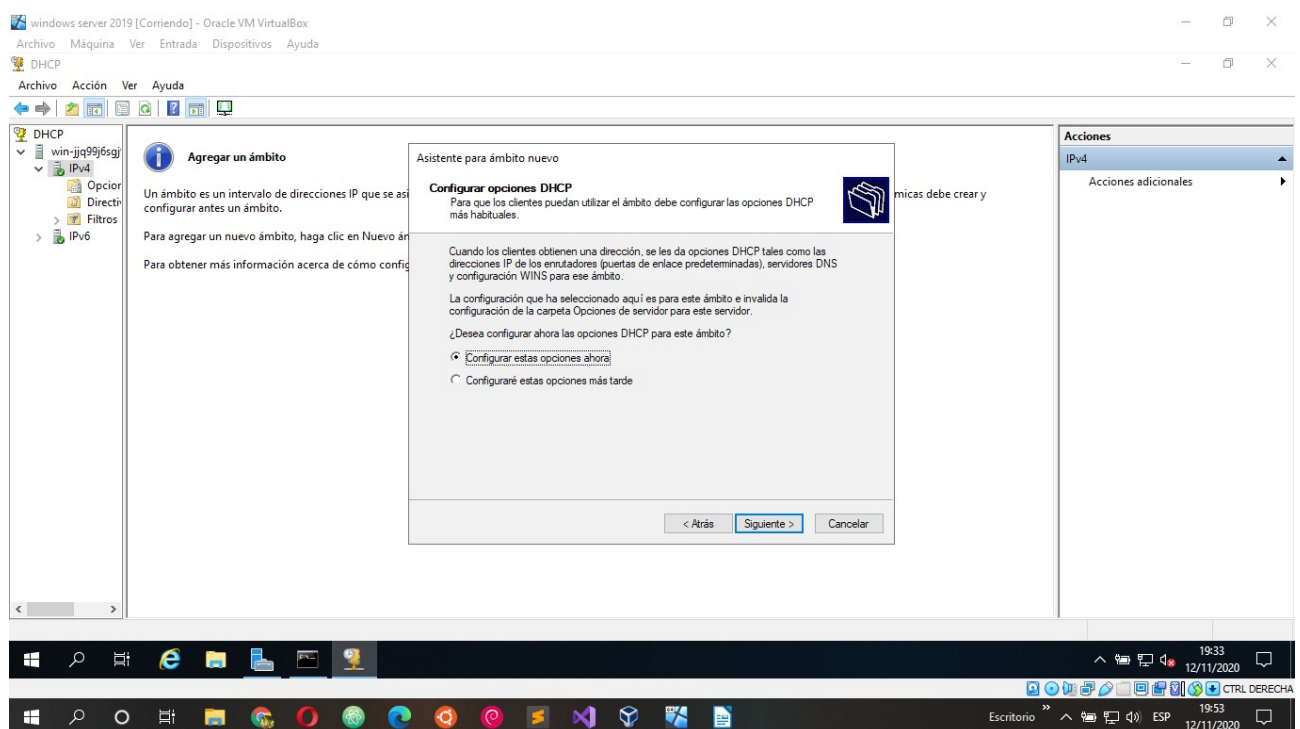 windows server 2019 [Corriendo] - Oracle VM VirtualBox
Archivo Máquina Ver Entrada Dispositivos Ayuda
DHCP
Archivo Acción Ver Ayuda
DHCP
win-jjq99j6sgj
IPv4
Opcior
Directi
Filtros
IPv6
Agregar un ámbito
Un ámbito es un intervalo de direcciones IP que se asi
micas debe crear y
configurar antes un ámbito.
Para agregar un nuevo ámbito, haga clic en Nuevo án
Para obtener más información acerca de cómo config
Asistente para ámbito nuevo
Configurar opciones DHCP
Para que los clientes puedan utilizar el ámbito debe configurar las opciones DHCP
más habituales.
Cuando los clientes obtienen una dirección, se les da opciones DHCP tales como las
direcciones IP de los enrutadores (puertas de enlace predeterminadas), servidores DNS
y configuración WINS para ese ámbito.
La configuración que ha seleccionado aquí es para este ámbito e invalida la
configuración de la carpeta Opciones de servidor para este servidor.
¿Desea configurar ahora las opciones DHCP para este ámbito?
Configurar estas opciones ahora
Configuraré estas opciones más tarde
< Atrás Siguiente > Cancelar
Acciones
IPv4
Acciones adicionales
19:33
12/11/2020
CTRL DERECHA
Escritorio
ESP
19:53
12/11/2020